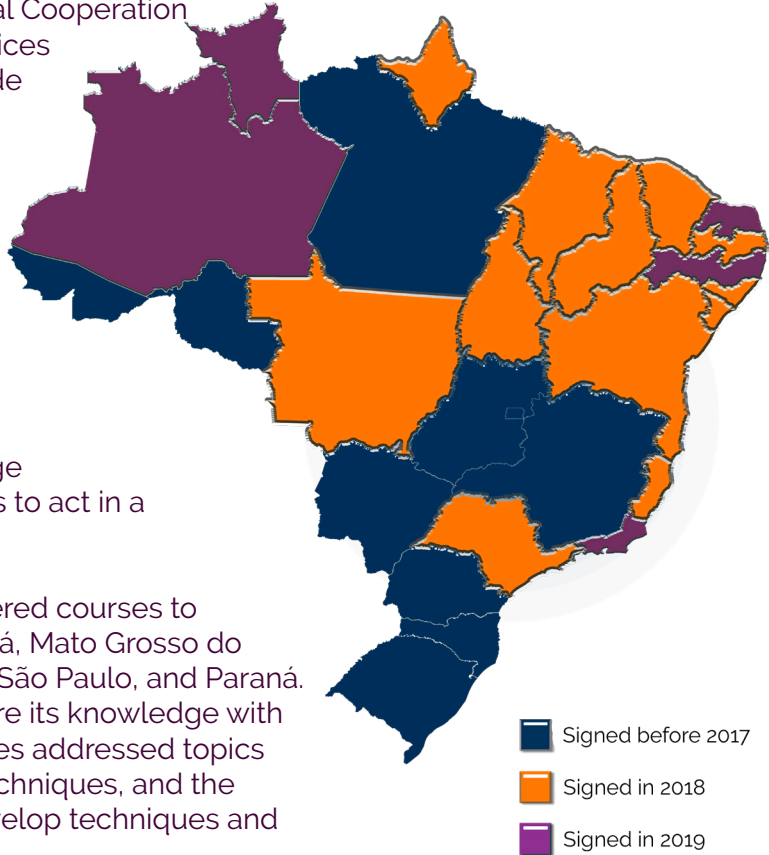 al Cooperation
ices
de
ge
s to act in a
ered courses to
á, Mato Grosso do
São Paulo, and Paraná.
re its knowledge with
es addressed topics
chniques, and the
velop techniques and
Signed before 2017
Signed in 2018
Signed in 2019